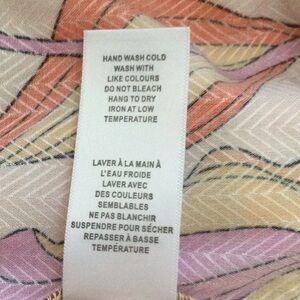 HAND WASH COLD
WASH WITH
LIKE COLOURS
DO NOT BLEACH
HANG TO DRY
IRON AT LOW
TEMPERATURE
LAVER À LA MAIN À
L'EAU FROIDE
LAVER AVEC
DES COULEURS
SEMBLABLES
NE PAS BLANCHIR
SUSPENDRE POUR SÉCHER
REPASSER À BASSE
TEMPÉRATURE